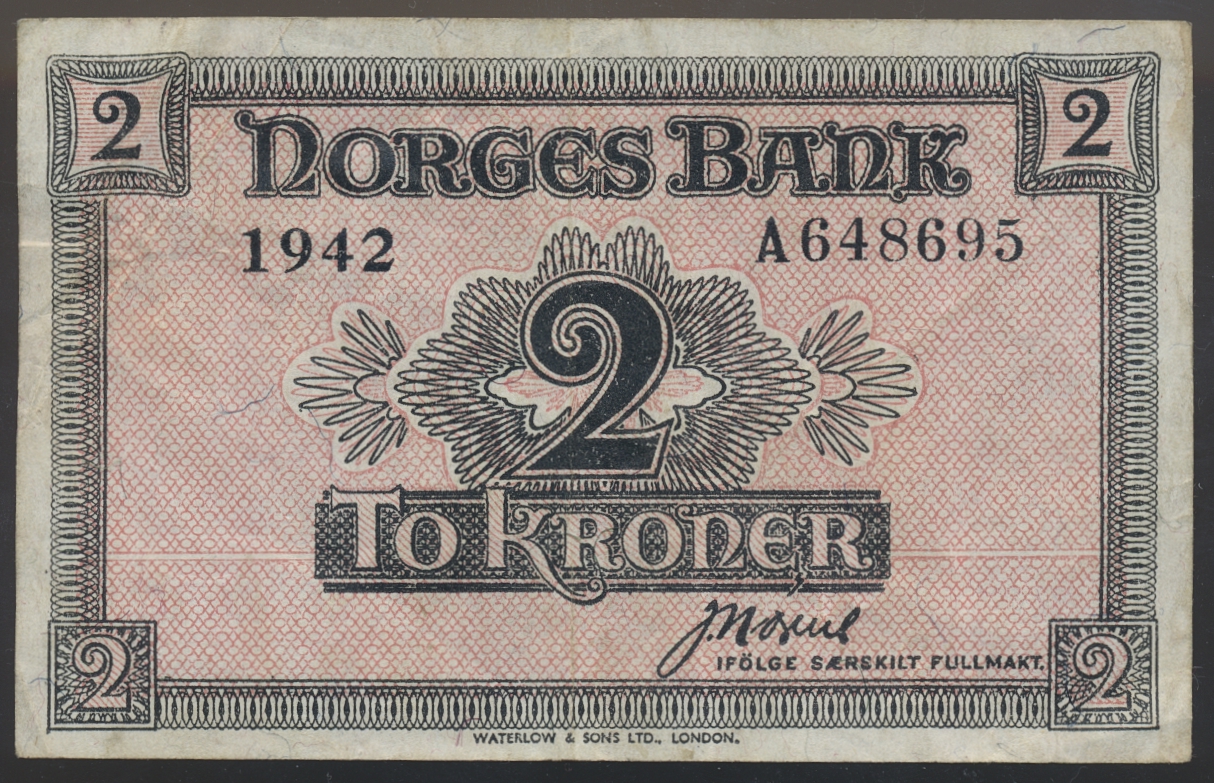 2 2
NORGES BANK
1942 A648695
2
TO KRONER
IFÖLGE SÆRSKILT FULLMAKT.
2 2
WATERLOW & SONS LTD., LONDON.